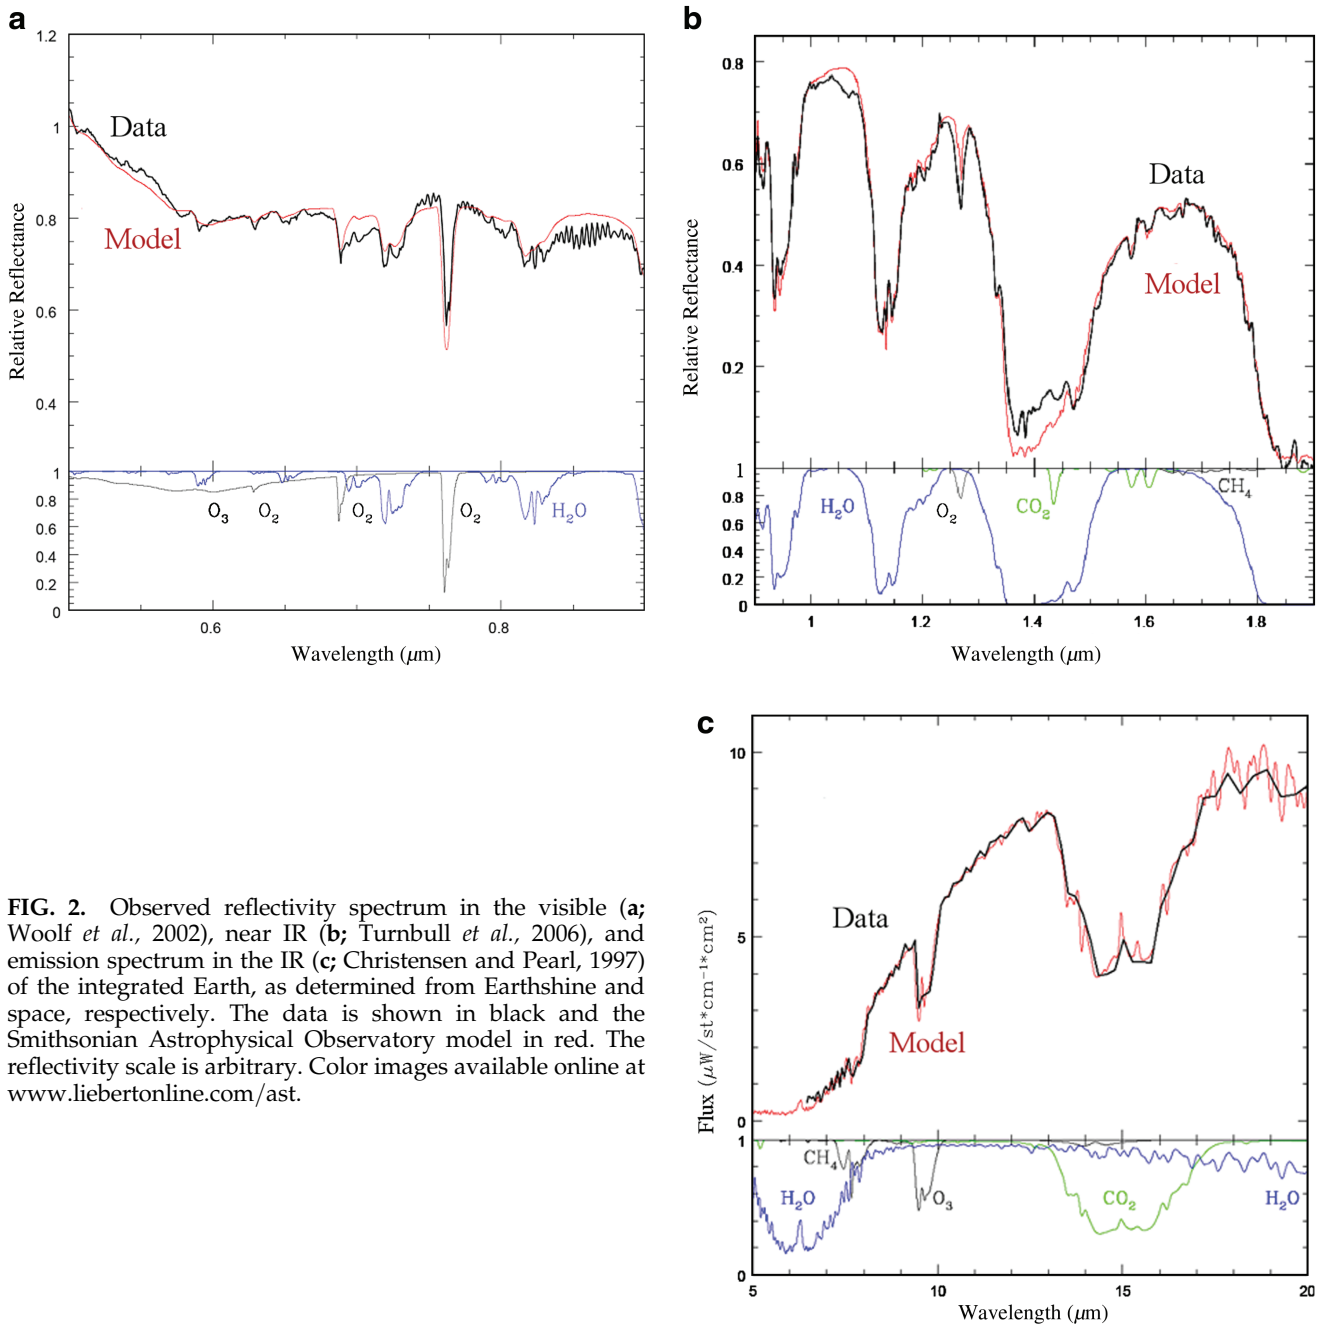 a
1.2
1
0.8
0.6
0.4
Data
Model
Relative Reflectance
1
0.8
0.6
0.4
0.2
0
O3 O2 O2 O2 H2O
0.6 0.8
Wavelength (μm)
b
0.8
0.6
0.4
0.2
Data
Model
Relative Reflectance
1
0.8
0.6
0.4
0.2
0
H2O O2 CO2 CH4
1 1.2 1.4 1.6 1.8
Wavelength (μm)
c
10
5
0
Data
Model
Flux (μW/st*cm⁻¹*cm²)
1
0
CH4
H2O O3 CO2 H2O
5 10 15 20
Wavelength (μm)
FIG. 2. Observed reflectivity spectrum in the visible (a;
Woolf et al., 2002), near IR (b; Turnbull et al., 2006), and
emission spectrum in the IR (c; Christensen and Pearl, 1997)
of the integrated Earth, as determined from Earthshine and
space, respectively. The data is shown in black and the
Smithsonian Astrophysical Observatory model in red. The
reflectivity scale is arbitrary. Color images available online at
www.liebertonline.com/ast.